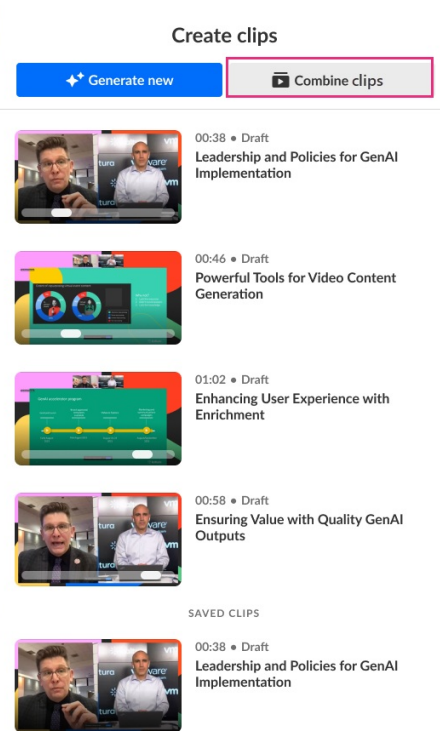 Create clips
Generate new
Combine clips
00:38 • Draft
Leadership and Policies for GenAI
Implementation
00:46 • Draft
Powerful Tools for Video Content
Generation
01:02 • Draft
Enhancing User Experience with
Enrichment
00:58 • Draft
Ensuring Value with Quality GenAI
Outputs
SAVED CLIPS
00:38 • Draft
Leadership and Policies for GenAI
Implementation